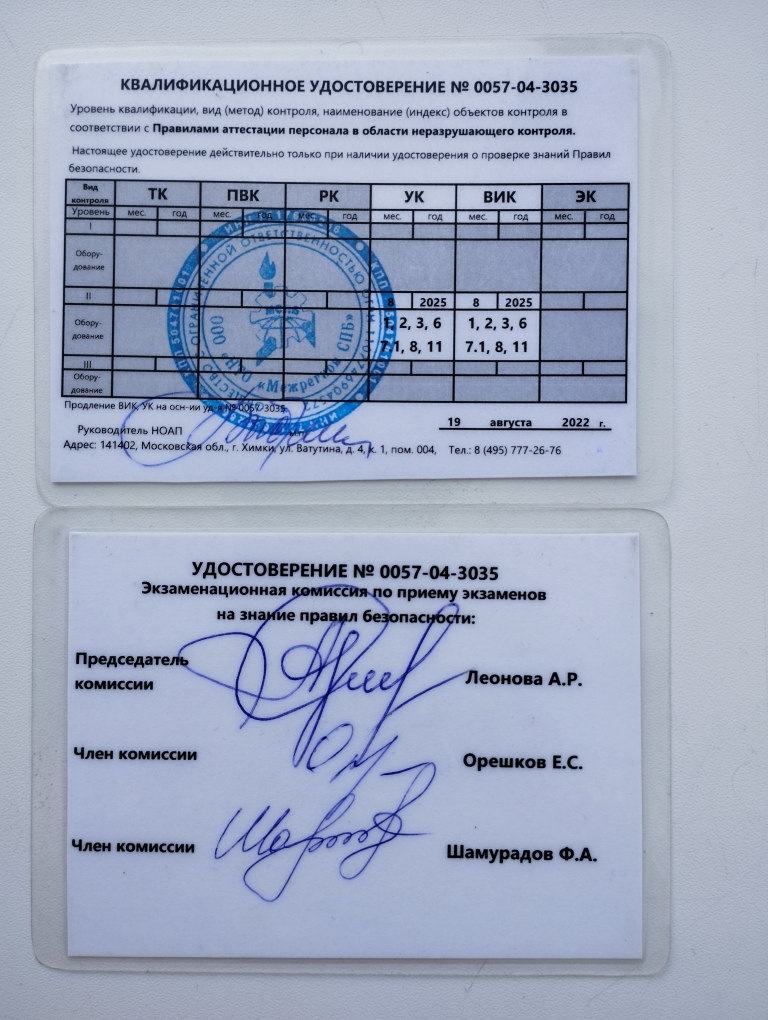 КВАЛИФИКАЦИОННОЕ УДОСТОВЕРЕНИЕ № 0057-04-3035
Уровень квалификации, вид (метод) контроля, наименование (индекс) объектов контроля в
соответствии с Правилами аттестации персонала в области неразрушающего контроля.
Настоящее удостоверение действительно только при наличии удостоверения о проверке знаний Правил
безопасности.
Вид контроля ТК ПВК РК УК ВИК ЭК
Уровень мес. год мес. год мес. год мес. год мес. год мес. год
I
Обору-
дование
II 8 2025 8 2025
Обору- 1, 2, 3, 6 1, 2, 3, 6
дование 7.1, 8, 11 7.1, 8, 11
III
Обору-
дование
ООО «НТО «Межрегион СПБ»
Продление ВИК, УК на осн-ии уд-я № 0057-3035
19 августа 2022 г.
Руководитель НОАП
Адрес: 141402, Московская обл., г. Химки, ул. Ватутина, д. 4, к. 1, пом. 004, Тел.: 8 (495) 777-26-76
УДОСТОВЕРЕНИЕ № 0057-04-3035
Экзаменационная комиссия по приему экзаменов
на знание правил безопасности:
Председатель
комиссии Леонова А.Р.
Член комиссии Орешков Е.С.
Член комиссии Шамурадов Ф.А.